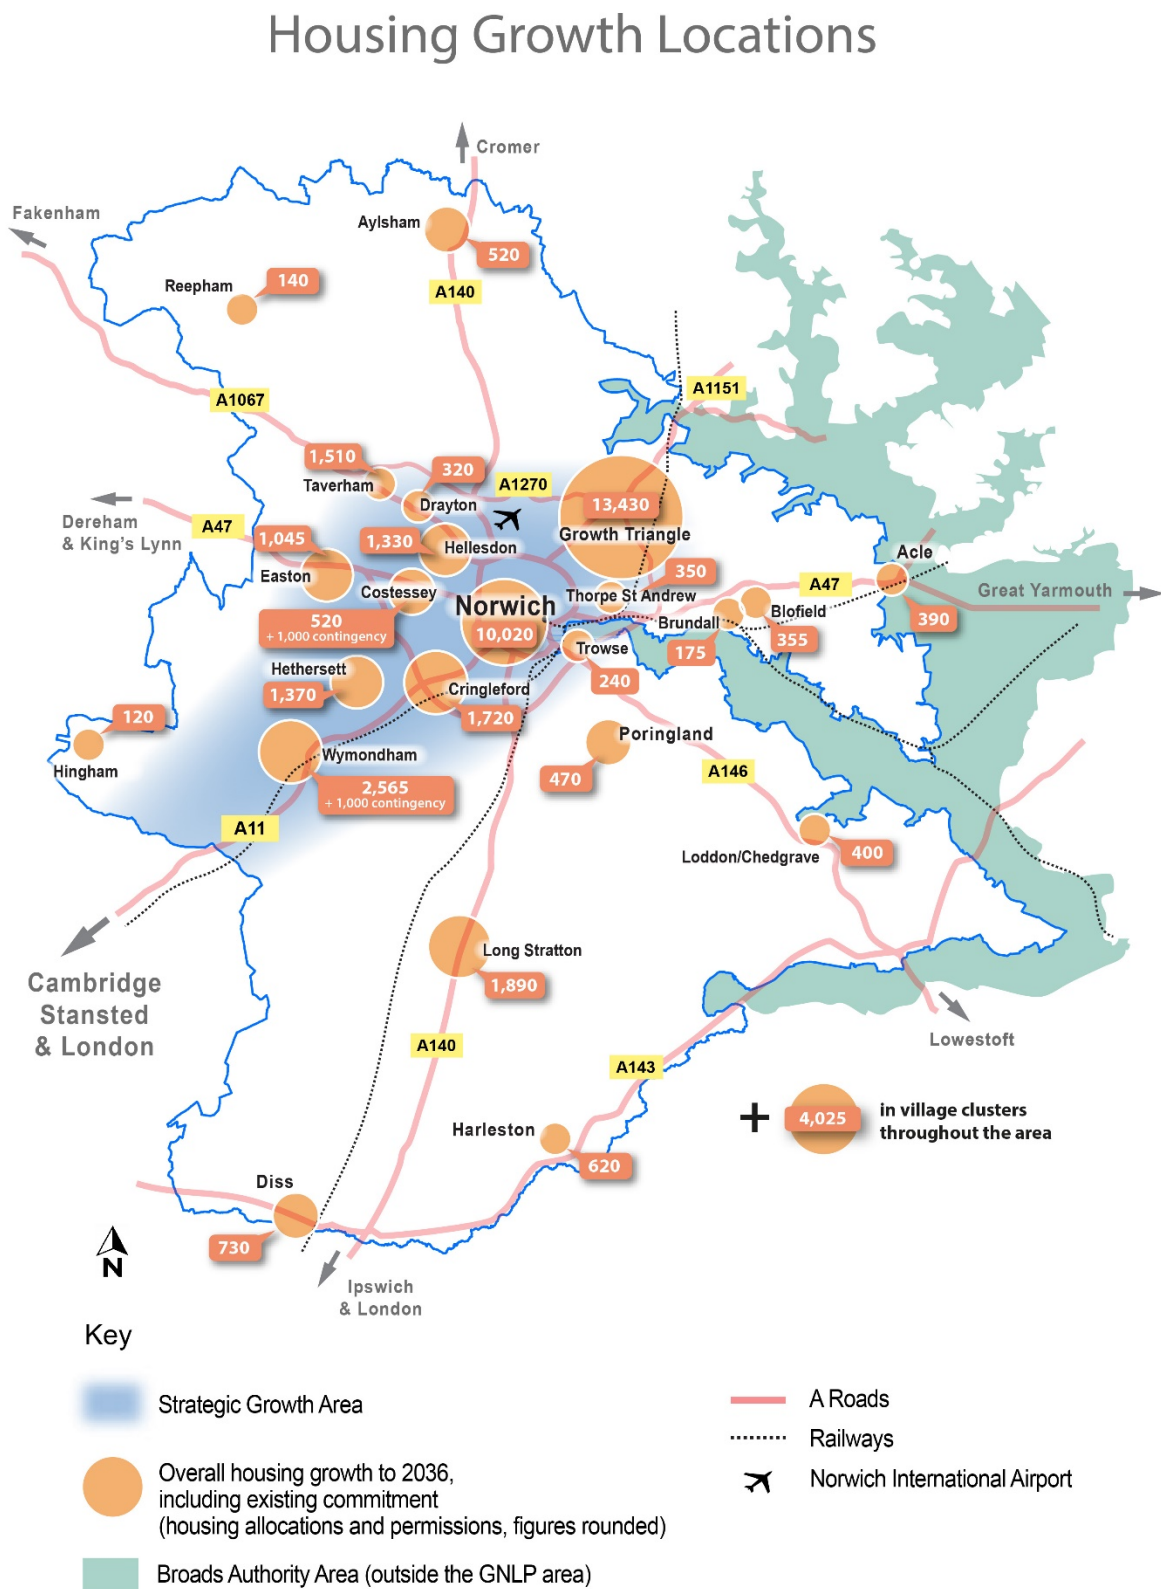 Housing Growth Locations
Cromer
Fakenham
Aylsham
520
Reepham
140
A140
A1151
A1067
1,510
320
Taverham
A1270
13,430
Drayton
Dereham
& King's Lynn
A47
1,045
1,330
Growth Triangle
Hellesdon
Acle
350
Easton
Costessey
A47
Thorpe St Andrew
Great Yarmouth
Norwich
10,020
Blofield
Brundall
390
520
+ 1,000 contingency
Trowse
175
355
Hethersett
1,370
240
Cringleford
1,720
120
Hingham
Poringland
Wymondham
470
2,565
+ 1,000 contingency
A146
A11
Loddon/Chedgrave
400
Long Stratton
1,890
Cambridge
Stansted
& London
Lowestoft
A140
A143
+
4,025
in village clusters
throughout the area
Harleston
620
Diss
730
N
Ipswich
& London
Key
Strategic Growth Area
Overall housing growth to 2036,
including existing commitment
(housing allocations and permissions, figures rounded)
Broads Authority Area (outside the GNLP area)
A Roads
Railways
Norwich International Airport